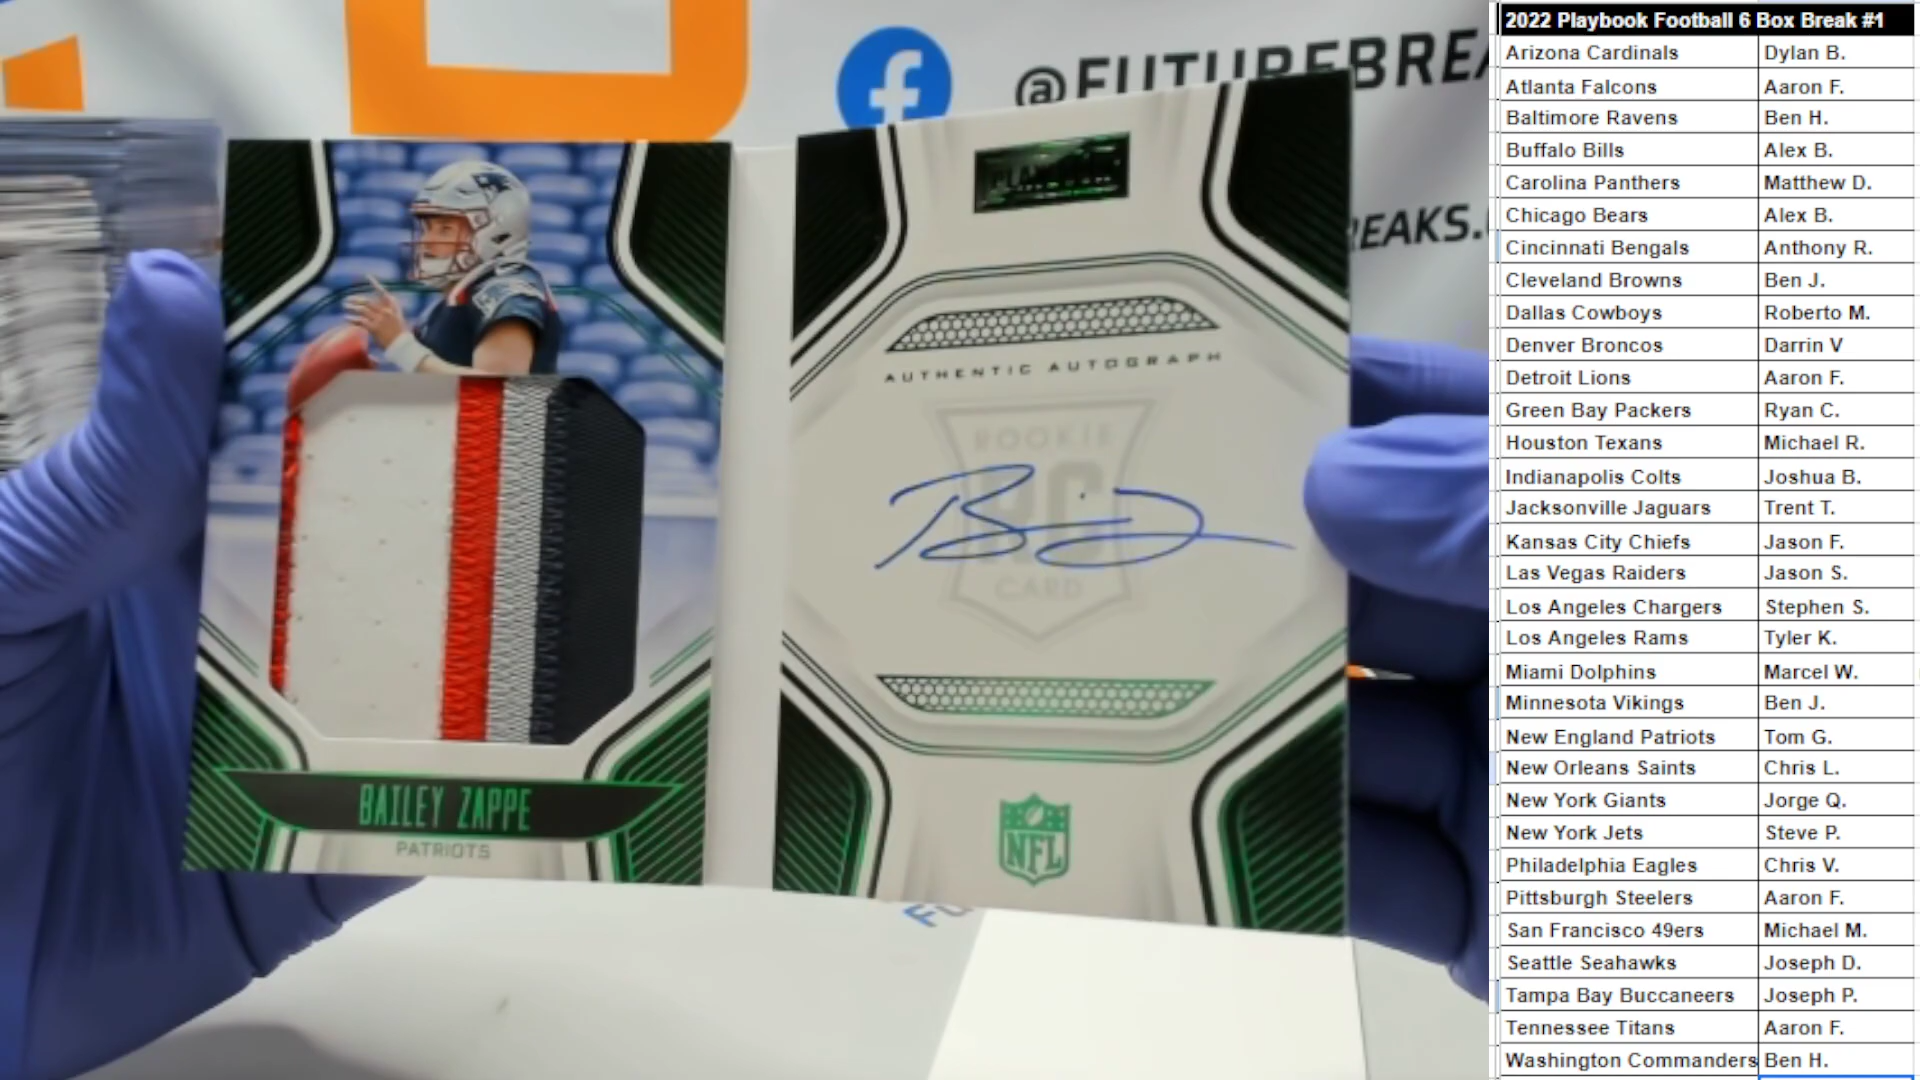 @FUTUREBREA
REAKS.
AUTHENTIC AUTOGRAPH
ROOKIE
RC
CARD
BAILEY ZAPPE
PATRIOTS
NFL
2022 Playbook Football 6 Box Break #1
Arizona Cardinals Dylan B.
Atlanta Falcons Aaron F.
Baltimore Ravens Ben H.
Buffalo Bills Alex B.
Carolina Panthers Matthew D.
Chicago Bears Alex B.
Cincinnati Bengals Anthony R.
Cleveland Browns Ben J.
Dallas Cowboys Roberto M.
Denver Broncos Darrin V
Detroit Lions Aaron F.
Green Bay Packers Ryan C.
Houston Texans Michael R.
Indianapolis Colts Joshua B.
Jacksonville Jaguars Trent T.
Kansas City Chiefs Jason F.
Las Vegas Raiders Jason S.
Los Angeles Chargers Stephen S.
Los Angeles Rams Tyler K.
Miami Dolphins Marcel W.
Minnesota Vikings Ben J.
New England Patriots Tom G.
New Orleans Saints Chris L.
New York Giants Jorge Q.
New York Jets Steve P.
Philadelphia Eagles Chris V.
Pittsburgh Steelers Aaron F.
San Francisco 49ers Michael M.
Seattle Seahawks Joseph D.
Tampa Bay Buccaneers Joseph P.
Tennessee Titans Aaron F.
Washington Commanders Ben H.